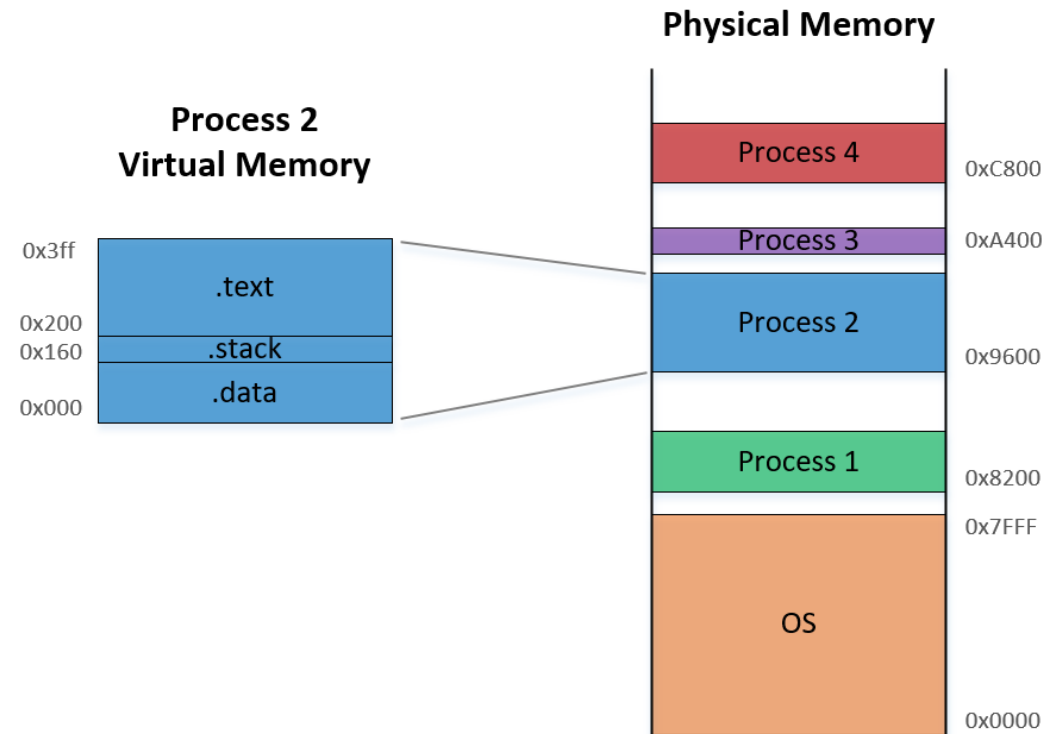 Physical Memory
Process 2
Virtual Memory
0x3ff
.text
0x200
0x160
.stack
.data
0x000
Process 4
0xC800
Process 3
0xA400
Process 2
0x9600
Process 1
0x8200
0x7FFF
OS
0x0000